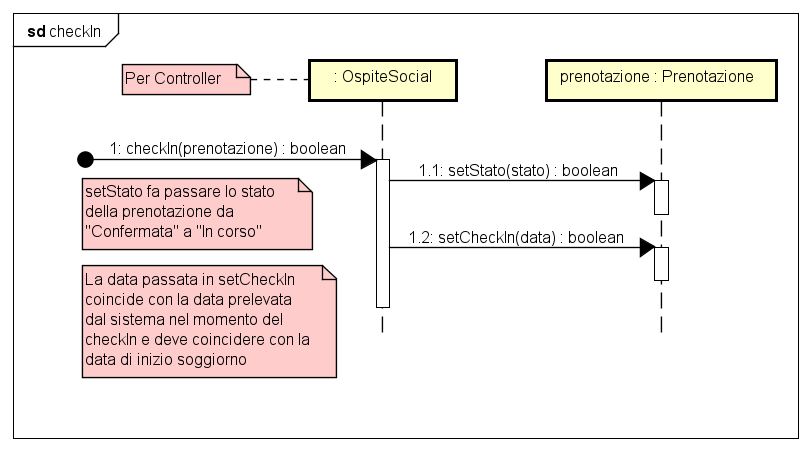 sd checkIn
Per Controller
: OspiteSocial
prenotazione : Prenotazione
1: checkIn(prenotazione) : boolean
1.1: setStato(stato) : boolean
setStato fa passare lo stato
della prenotazione da
"Confermata" a "In corso"
1.2: setCheckIn(data) : boolean
La data passata in setCheckIn
coincide con la data prelevata
dal sistema nel momento del
checkIn e deve coincidere con la
data di inizio soggiorno